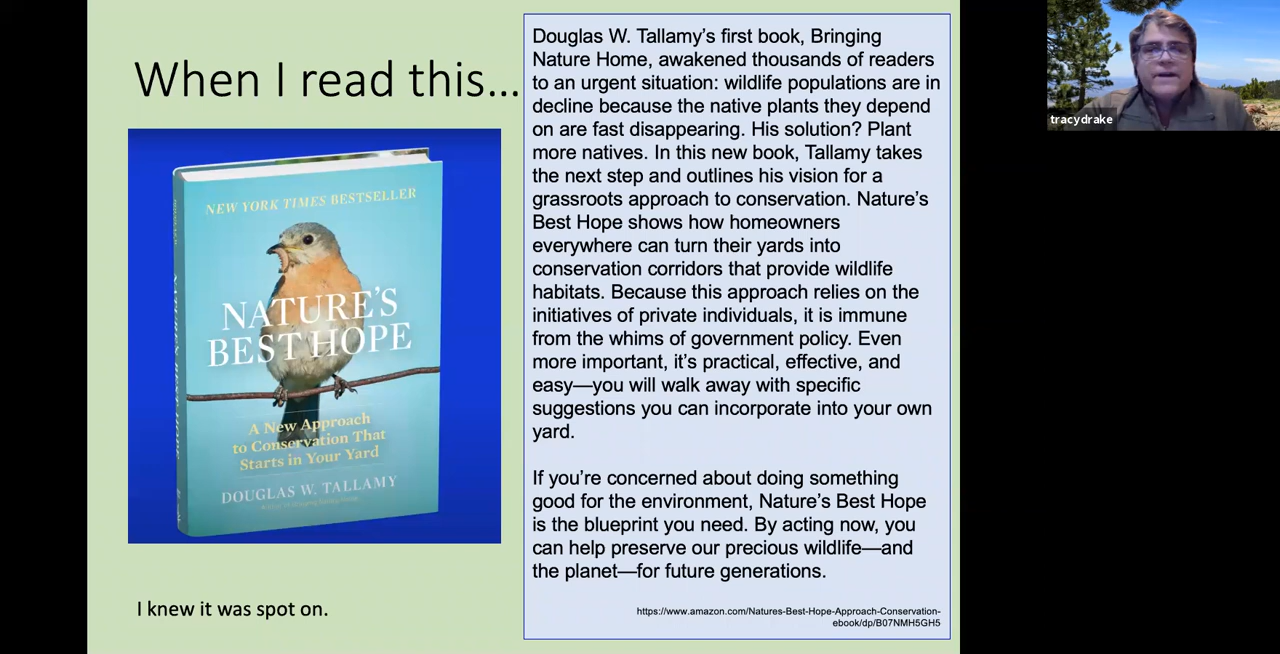 When I read this...
NEW YORK TIMES BESTSELLER
NATURE'S
BEST HOPE
A New Approach
to Conservation That
Starts in Your Yard
DOUGLAS W. TALLAMY
I knew it was spot on.
Douglas W. Tallamy's first book, Bringing
Nature Home, awakened thousands of readers
to an urgent situation: wildlife populations are in
decline because the native plants they depend
on are fast disappearing. His solution? Plant
more natives. In this new book, Tallamy takes
the next step and outlines his vision for a
grassroots approach to conservation. Nature's
Best Hope shows how homeowners
everywhere can turn their yards into
conservation corridors that provide wildlife
habitats. Because this approach relies on the
initiatives of private individuals, it is immune
from the whims of government policy. Even
more important, it's practical, effective, and
easy—you will walk away with specific
suggestions you can incorporate into your own
yard.
If you're concerned about doing something
good for the environment, Nature's Best Hope
is the blueprint you need. By acting now, you
can help preserve our precious wildlife—and
the planet—for future generations.
https://www.amazon.com/Natures-Best-Hope-Approach-Conservation-
ebook/dp/B07NMH5GH5
tracydrake